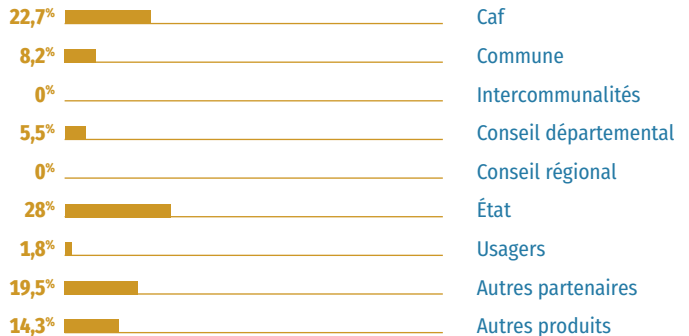 22,7% Caf
8,2% Commune
0% Intercommunalités
5,5% Conseil départemental
0% Conseil régional
28% État
1,8% Usagers
19,5% Autres partenaires
14,3% Autres produits